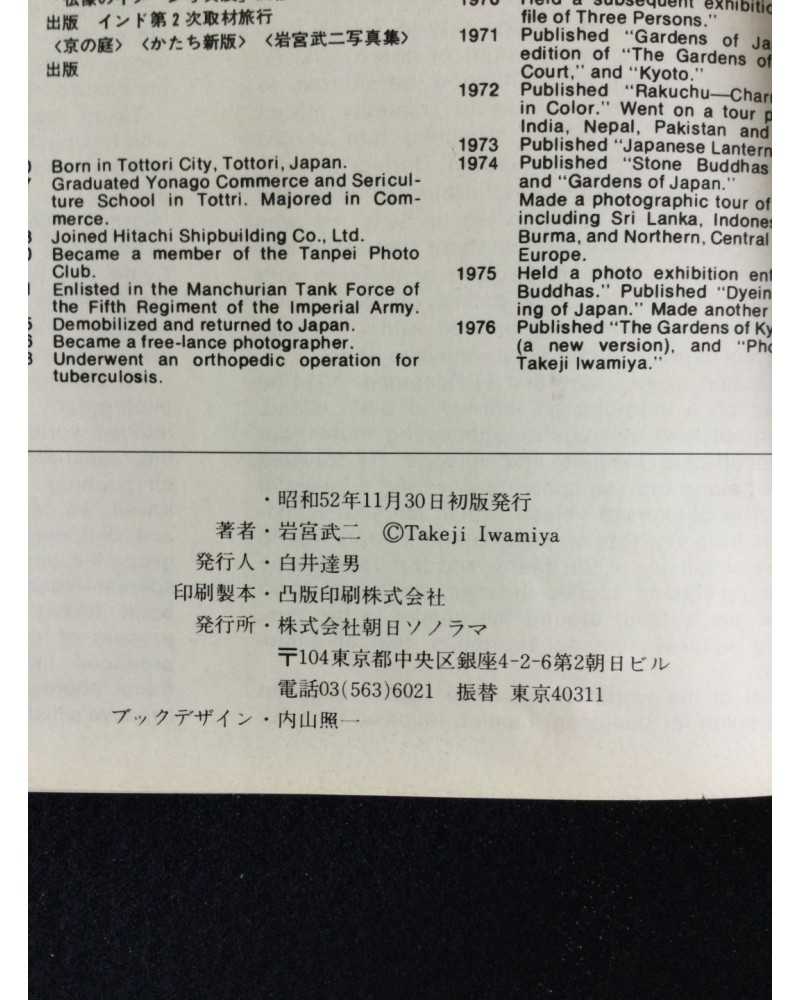 出版 インド第2次取材旅行
〈京の庭〉〈かたち新版〉〈岩宮武二写真集〉
出版
Born in Tottori City, Tottori, Japan.
Graduated Yonago Commerce and Sericul-
ture School in Tottri. Majored in Com-
merce.
Joined Hitachi Shipbuilding Co., Ltd.
Became a member of the Tanpei Photo
Club.
Enlisted in the Manchurian Tank Force of
the Fifth Regiment of the Imperial Army.
Demobilized and returned to Japan.
Became a free-lance photographer.
Underwent an orthopedic operation for
tuberculosis.
1970 Held a subsequent
file of Three Persons."
1971 Published "Gardens of
edition of "The Gardens of
Court," and "Kyoto."
1972 Published "Rakuchu—
in Color." Went on a tour
India, Nepal, Pakistan and
1973 Published "Japanese
1974 Published "Stone Buddhas
and "Gardens of Japan."
Made a photographic tour of
including Sri Lanka,
Burma, and Northern, Central
Europe.
1975 Held a photo exhibition
Buddhas." Published
ing of Japan." Made another
1976 Published "The Gardens of
(a new version), and
Takeji Iwamiya."
・昭和52年11月30日初版発行
著者・岩宮武二 ©Takeji Iwamiya
発行人・白井達男
印刷製本・凸版印刷株式会社
発行所・株式会社朝日ソノラマ
〒104東京都中央区銀座4-2-6第2朝日ビル
電話03(563)6021 振替 東京40311
ブックデザイン・内山照一